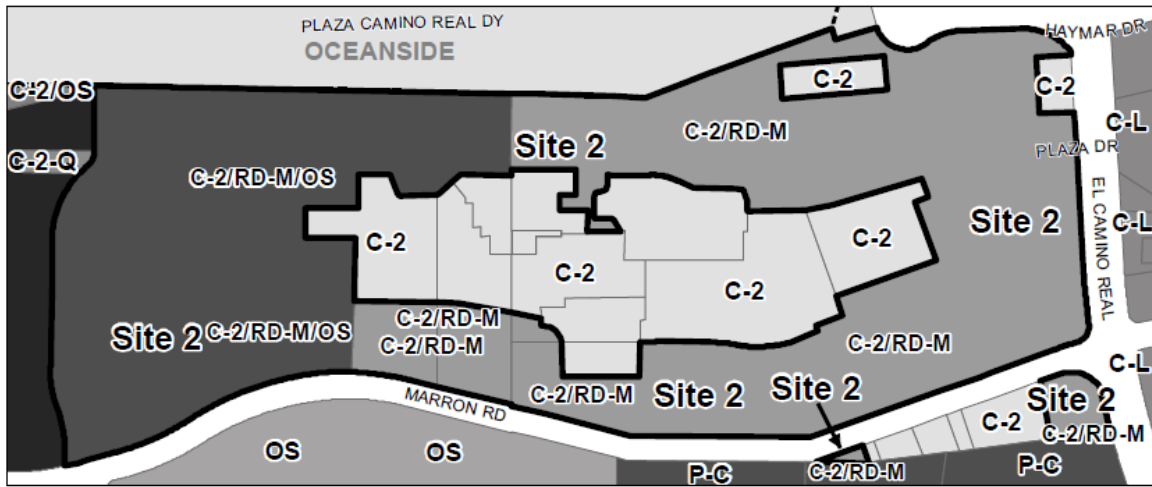 PLAZA CAMINO REAL DY
OCEANSIDE
HAYMAR DR
C-2/OS
C-2
C-2
C-L
C-2/RD-M
Site 2
PLAZA DR
C-2-Q
C-2/RD-M/OS
EL CAMINO REAL
Site 2
C-L
C-2
C-2
C-2
C-2
C-2/RD-M
Site 2
C-2/RD-M/OS
C-2/RD-M
C-2/RD-M
C-L
C-2/RD-M
Site 2
Site 2
MARRON RD
Site 2
C-2
C-2/RD-M
OS
OS
P-C
C-2/RD-M
P-C